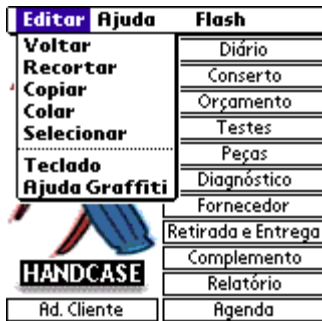 Editar Ajuda Flash
Voltar
Recortar
Copiar
Colar
Selecionar
Teclado
Ajuda Graffiti
Diário
Conserto
Orçamento
Testes
Peças
Diagnóstico
Fornecedor
Retirada e Entrega
Complemento
Relatório
HANDCASE
Ad. Cliente
Agenda